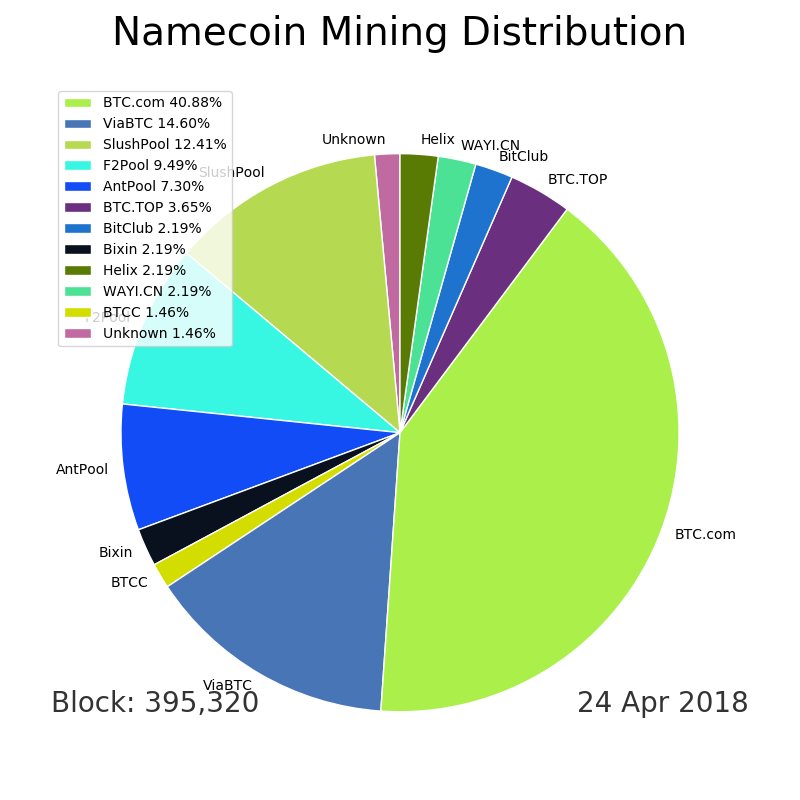 Namecoin Mining Distribution
BTC.com 40.88%
ViaBTC 14.60%
SlushPool 12.41%
F2Pool 9.49%
AntPool 7.30%
BTC.TOP 3.65%
BitClub 2.19%
Bixin 2.19%
Helix 2.19%
WAYI.CN 2.19%
BTCC 1.46%
Unknown 1.46%
Unknown
Helix
WAYI.CN
BitClub
BTC.TOP
SlushPool
F2Pool
AntPool
BTC.com
Bixin
BTCC
ViaBTC
Block: 395,320
24 Apr 2018